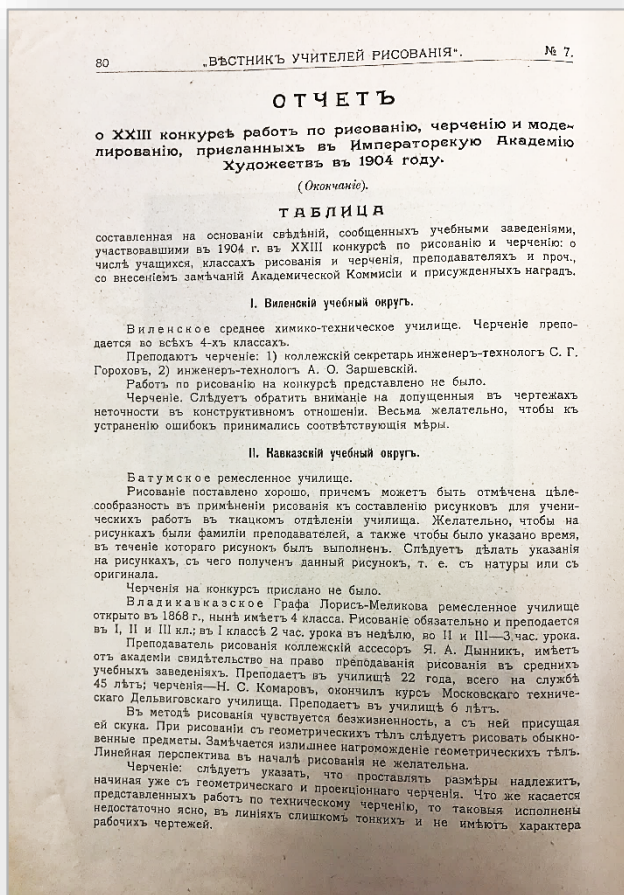 80
„ВѢСТНИКЪ УЧИТЕЛЕЙ РИСОВАНІЯ“.
№ 7.
ОТЧЕТЪ
о XXIII конкурсѣ работъ по рисованію, черченію и моде-
лированію, присланныхъ въ Императорскую Академію
Художествъ въ 1904 году.
(Окончаніе).
ТАБЛИЦА
составленная на основаніи свѣдѣній, сообщенныхъ учебными заведеніями,
участвовавшими въ 1904 г. въ XXIII конкурсѣ по рисованію и черченію: о
числѣ учащихся, классахъ рисованія и черченія, преподавателяхъ и проч.,
со внесеніемъ замѣчаній Академической Коммисіи и присужденныхъ наградъ.
I. Виленскій учебный округъ.
Виленское среднее химико-техническое училище. Черченіе препо-
дается во всѣхъ 4-хъ классахъ.
Преподаютъ черченіе: 1) коллежскій секретарь инженеръ-технологъ С. Г.
Гороховъ, 2) инженеръ-технологъ А. О. Заршевскій.
Работъ по рисованію на конкурсѣ представлено не было.
Черченіе. Слѣдуетъ обратить вниманіе на допущенныя въ чертежахъ
неточности въ конструктивномъ отношеніи. Весьма желательно, чтобы къ
устраненію ошибокъ принимались соотвѣтствующія мѣры.
II. Кавказскій учебный округъ.
Батумское ремесленное училище.
Рисованіе поставлено хорошо, причемъ можетъ быть отмѣчена цѣле-
сообразность въ примѣненіи рисованія къ составленію рисунковъ для учени-
ческихъ работъ въ ткацкомъ отдѣленіи училища. Желательно, чтобы на
рисункахъ были фамиліи преподавателей, а также чтобы было указано время,
въ теченіе котораго рисунокъ былъ выполненъ. Слѣдуетъ дѣлать указанія
на рисункахъ, съ чего полученъ данный рисунокъ, т. е. съ натуры или съ
оригинала.
Черченія на конкурсъ прислано не было.
Владикавказское Графа Лорисъ-Меликова ремесленное училище
открыто въ 1868 г., нынѣ имѣетъ 4 класса. Рисованіе обязательно и преподается
въ I, II и III кл.; въ I классѣ 2 час. урока въ недѣлю, во II и III—3 час. урока.
Преподаватель рисованія коллежскій ассесоръ Я. А. Дынникъ, имѣетъ
отъ академіи свидѣтельство на право преподаванія рисованія въ среднихъ
учебныхъ заведеніяхъ. Преподаетъ въ училищѣ 22 года, всего на службѣ
45 лѣтъ; черченія—Н. С. Комаровъ, окончилъ курсъ Московскаго техниче-
скаго Дельвиговскаго училища. Преподаетъ въ училищѣ 6 лѣтъ.
Въ методѣ рисованія чувствуется безжизненность, а съ ней присущая
ей скука. При рисованіи съ геометрическихъ тѣлъ слѣдуетъ рисовать обыкно-
венные предметы. Замѣчается излишнее нагроможденіе геометрическихъ тѣлъ.
Линейная перспектива въ началѣ рисованія не желательна.
Черченіе: слѣдуетъ указать, что проставлять размѣры надлежитъ,
начиная уже съ геометрическаго и проекціоннаго черченія. Что же касается
представленныхъ работъ по техническому черченію, то таковыя исполнены
недостаточно ясно, въ линіяхъ слишкомъ тонкихъ и не имѣютъ характера
рабочихъ чертежей.